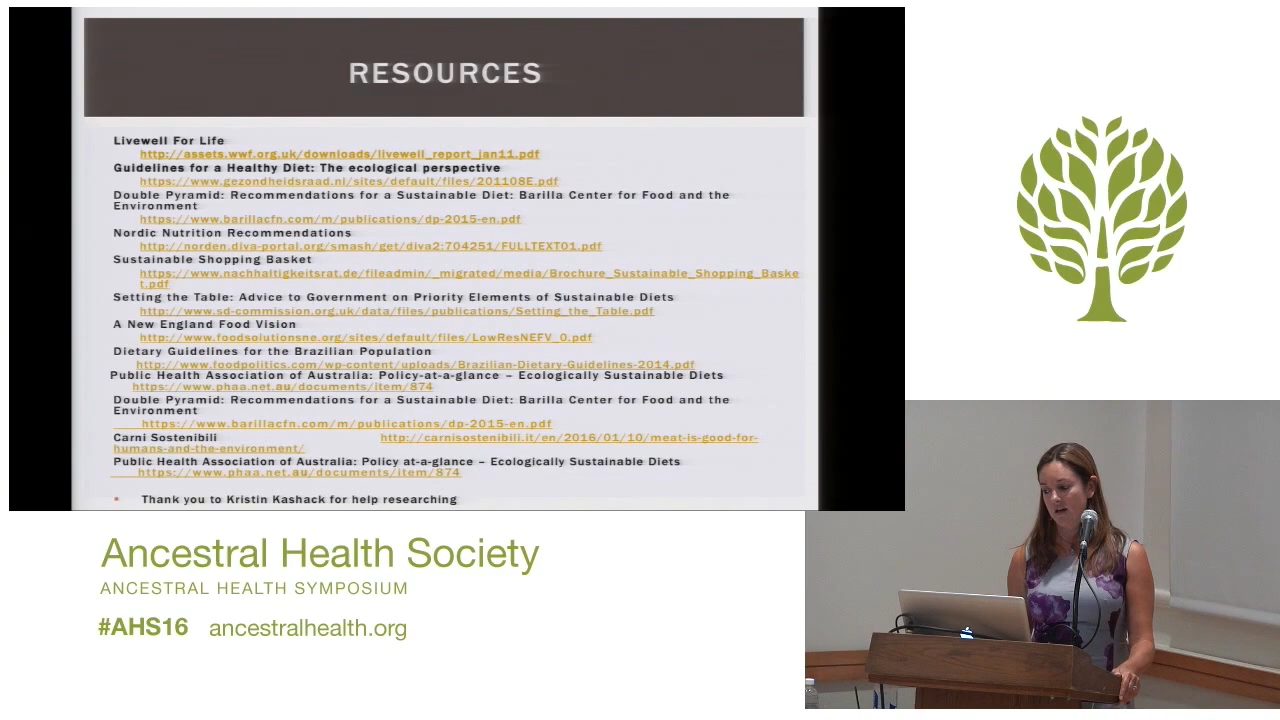 RESOURCES
Livewell For Life
http://assets.wwf.org.uk/downloads/livewell_report_jan11.pdf
Guidelines for a Healthy Diet: The ecological perspective
https://www.gezondheidsraad.nl/sites/default/files/201108E.pdf
Double Pyramid: Recommendations for a Sustainable Diet: Barilla Center for Food and the
Environment
https://www.barillacfn.com/m/publications/dp-2015-en.pdf
Nordic Nutrition Recommendations
http://norden.diva-portal.org/smash/get/diva2:704251/FULLTEXT01.pdf
Sustainable Shopping Basket
https://www.nachhaltigkeitsrat.de/fileadmin/_migrated/media/Brochure_Sustainable_Shopping_Baske
t.pdf
Setting the Table: Advice to Government on Priority Elements of Sustainable Diets
http://www.sd-commission.org.uk/data/files/publications/Setting_the_Table.pdf
A New England Food Vision
http://www.foodsolutionsne.org/sites/default/files/LowResNEFV_0.pdf
Dietary Guidelines for the Brazilian Population
http://www.foodpolitics.com/wp-content/uploads/Brazilian-Dietary-Guidelines-2014.pdf
Public Health Association of Australia: Policy-at-a-glance – Ecologically Sustainable Diets
https://www.phaa.net.au/documents/item/874
Double Pyramid: Recommendations for a Sustainable Diet: Barilla Center for Food and the
Environment
https://www.barillacfn.com/m/publications/dp-2015-en.pdf
Carni Sostenibili http://carnisostenibili.it/en/2016/01/10/meat-is-good-for-
humans-and-the-environment/
Public Health Association of Australia: Policy at-a-glance – Ecologically Sustainable Diets
https://www.phaa.net.au/documents/item/874
Thank you to Kristin Kashack for help researching
Ancestral Health Society
ANCESTRAL HEALTH SYMPOSIUM
#AHS16 ancestralhealth.org